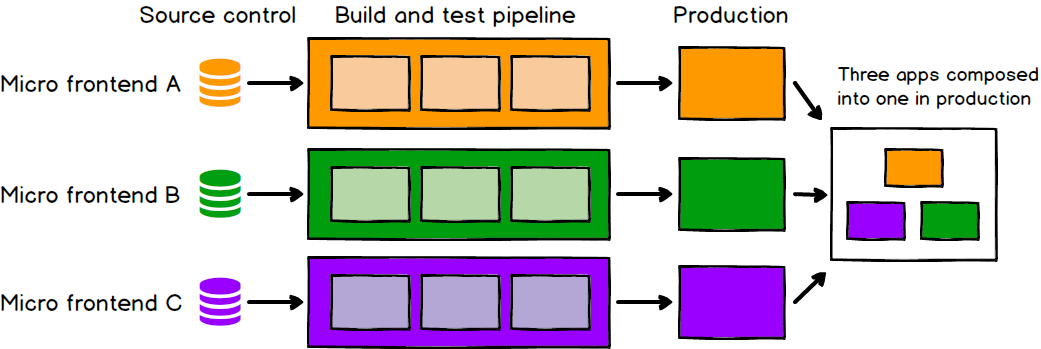 Source control
Build and test pipeline
Production
Micro frontend A
Three apps composed
into one in production
Micro frontend B
Micro frontend C